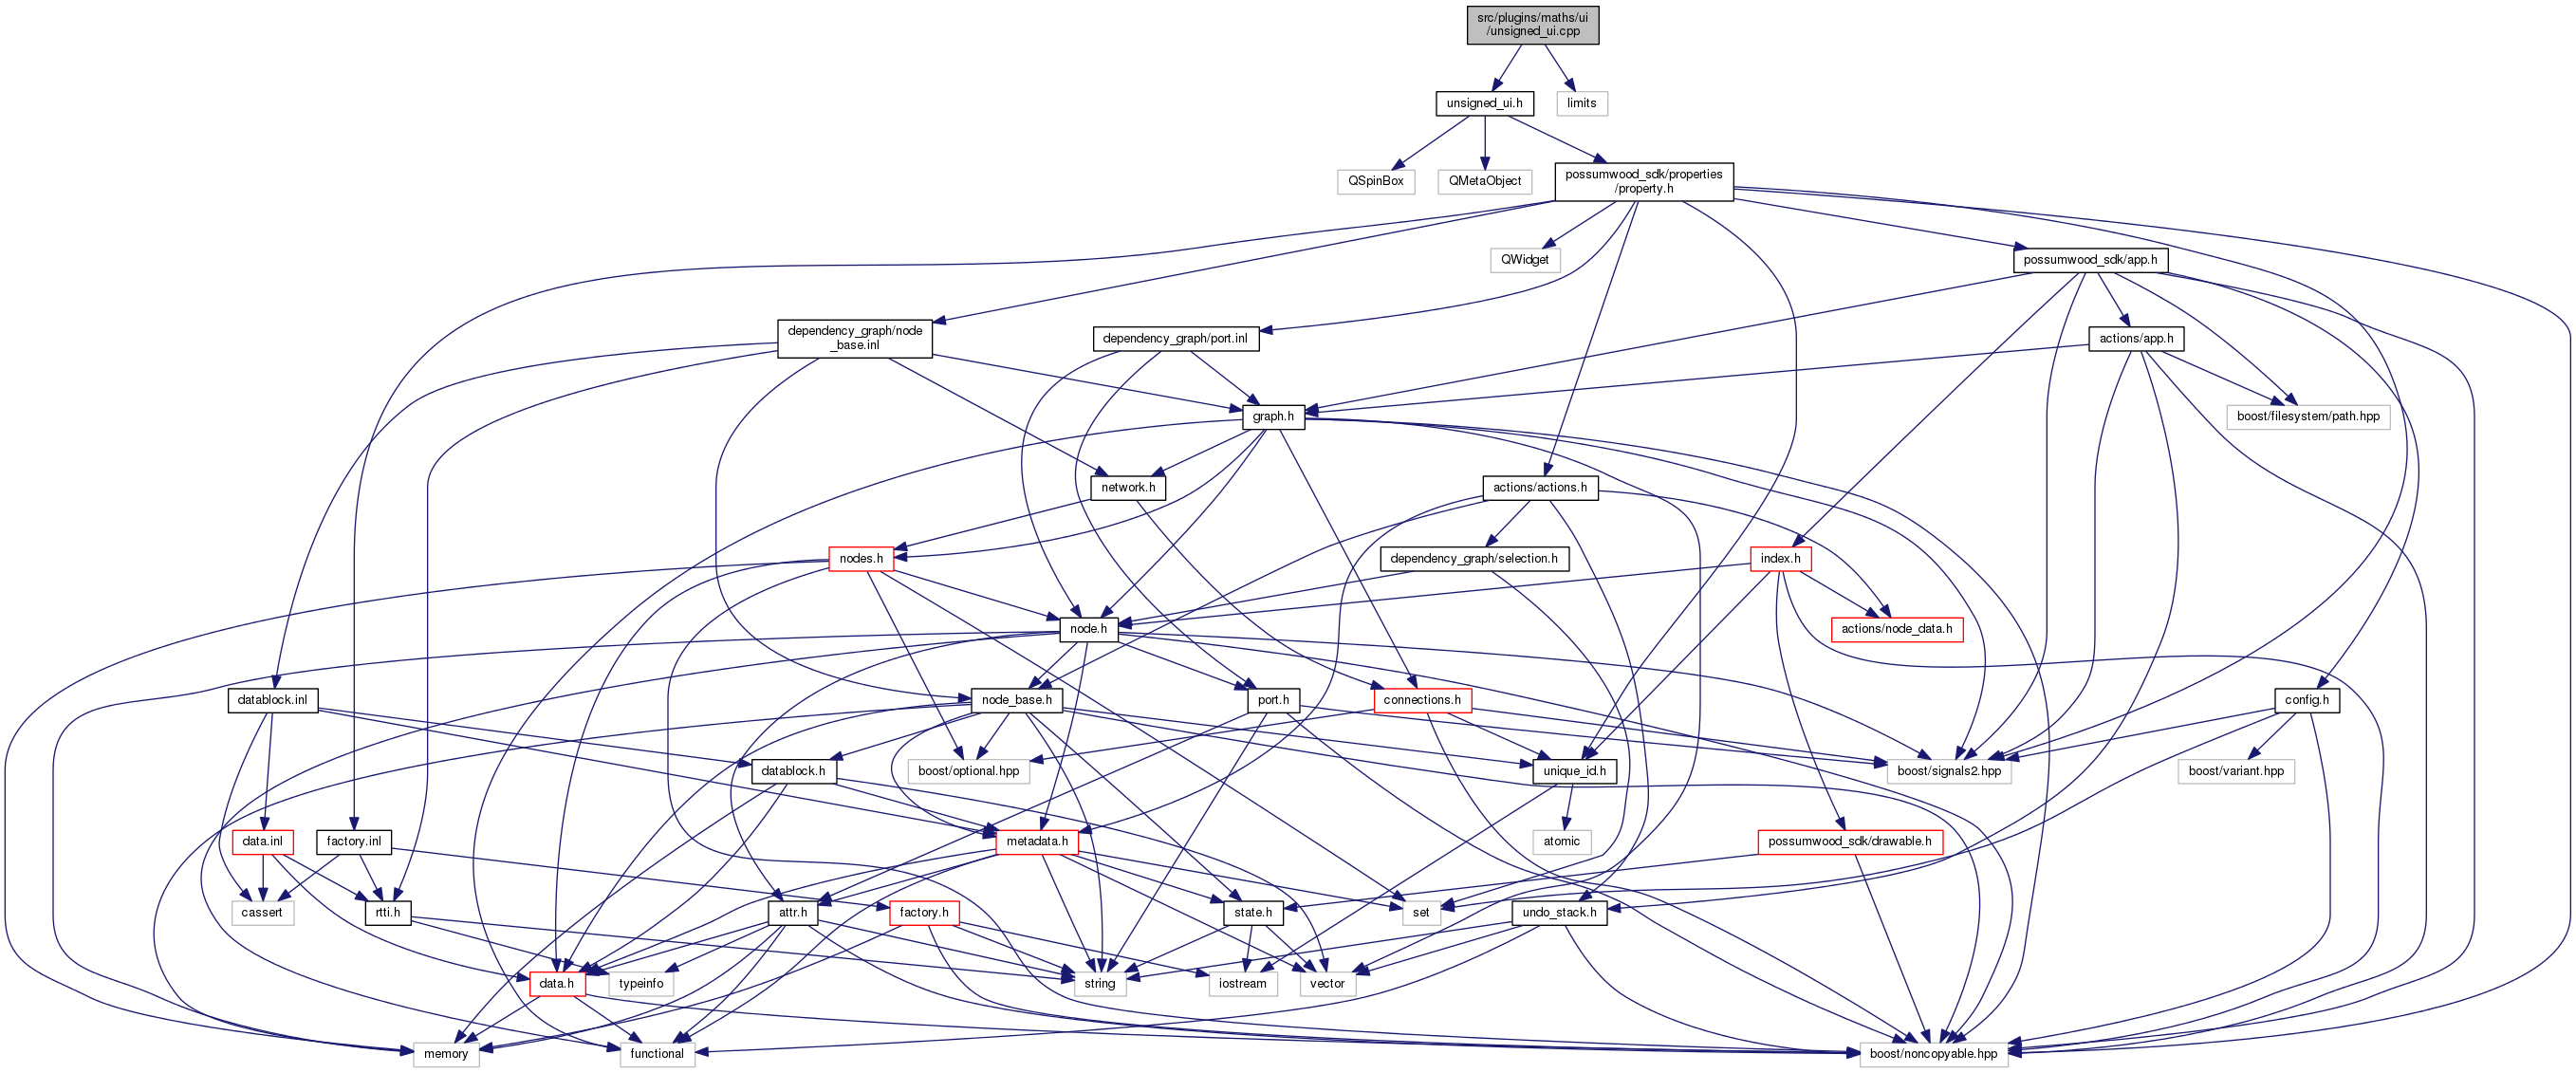 src/plugins/maths/ui
/unsigned_ui.cpp
unsigned_ui.h
limits
QSpinBox
QMetaObject
possumwood_sdk/properties
/property.h
QWidget
possumwood_sdk/app.h
dependency_graph/node
_base.inl
dependency_graph/port.inl
actions/app.h
graph.h
boost/filesystem/path.hpp
network.h
actions/actions.h
nodes.h
dependency_graph/selection.h
index.h
node.h
actions/node_data.h
datablock.inl
node_base.h
port.h
connections.h
config.h
datablock.h
boost/optional.hpp
unique_id.h
boost/signals2.hpp
boost/variant.hpp
data.inl
factory.inl
metadata.h
atomic
possumwood_sdk/drawable.h
cassert
rtti.h
attr.h
factory.h
state.h
set
undo_stack.h
data.h
typeinfo
string
iostream
vector
memory
functional
boost/noncopyable.hpp